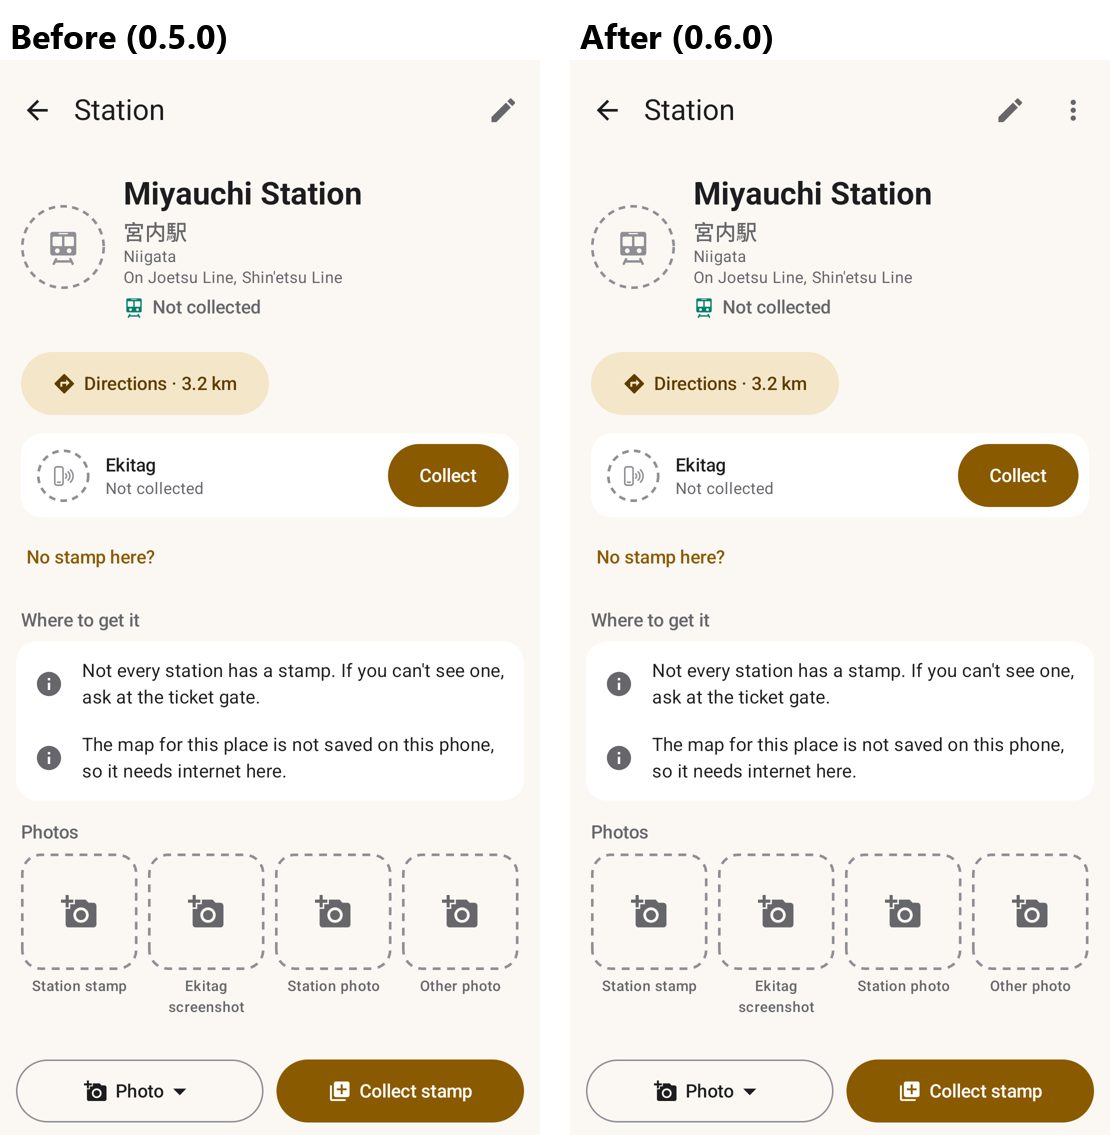 Before (0.5.0)
Station
Miyauchi Station
宮内駅
Niigata
On Joetsu Line, Shin'etsu Line
Not collected
Directions · 3.2 km
Ekitag
Not collected
Collect
No stamp here?
Where to get it
Not every station has a stamp. If you can't see one,
ask at the ticket gate.
The map for this place is not saved on this phone,
so it needs internet here.
Photos
Station stamp
Ekitag
screenshot
Station photo
Other photo
Photo
Collect stamp
After (0.6.0)
Station
Miyauchi Station
宮内駅
Niigata
On Joetsu Line, Shin'etsu Line
Not collected
Directions · 3.2 km
Ekitag
Not collected
Collect
No stamp here?
Where to get it
Not every station has a stamp. If you can't see one,
ask at the ticket gate.
The map for this place is not saved on this phone,
so it needs internet here.
Photos
Station stamp
Ekitag
screenshot
Station photo
Other photo
Photo
Collect stamp